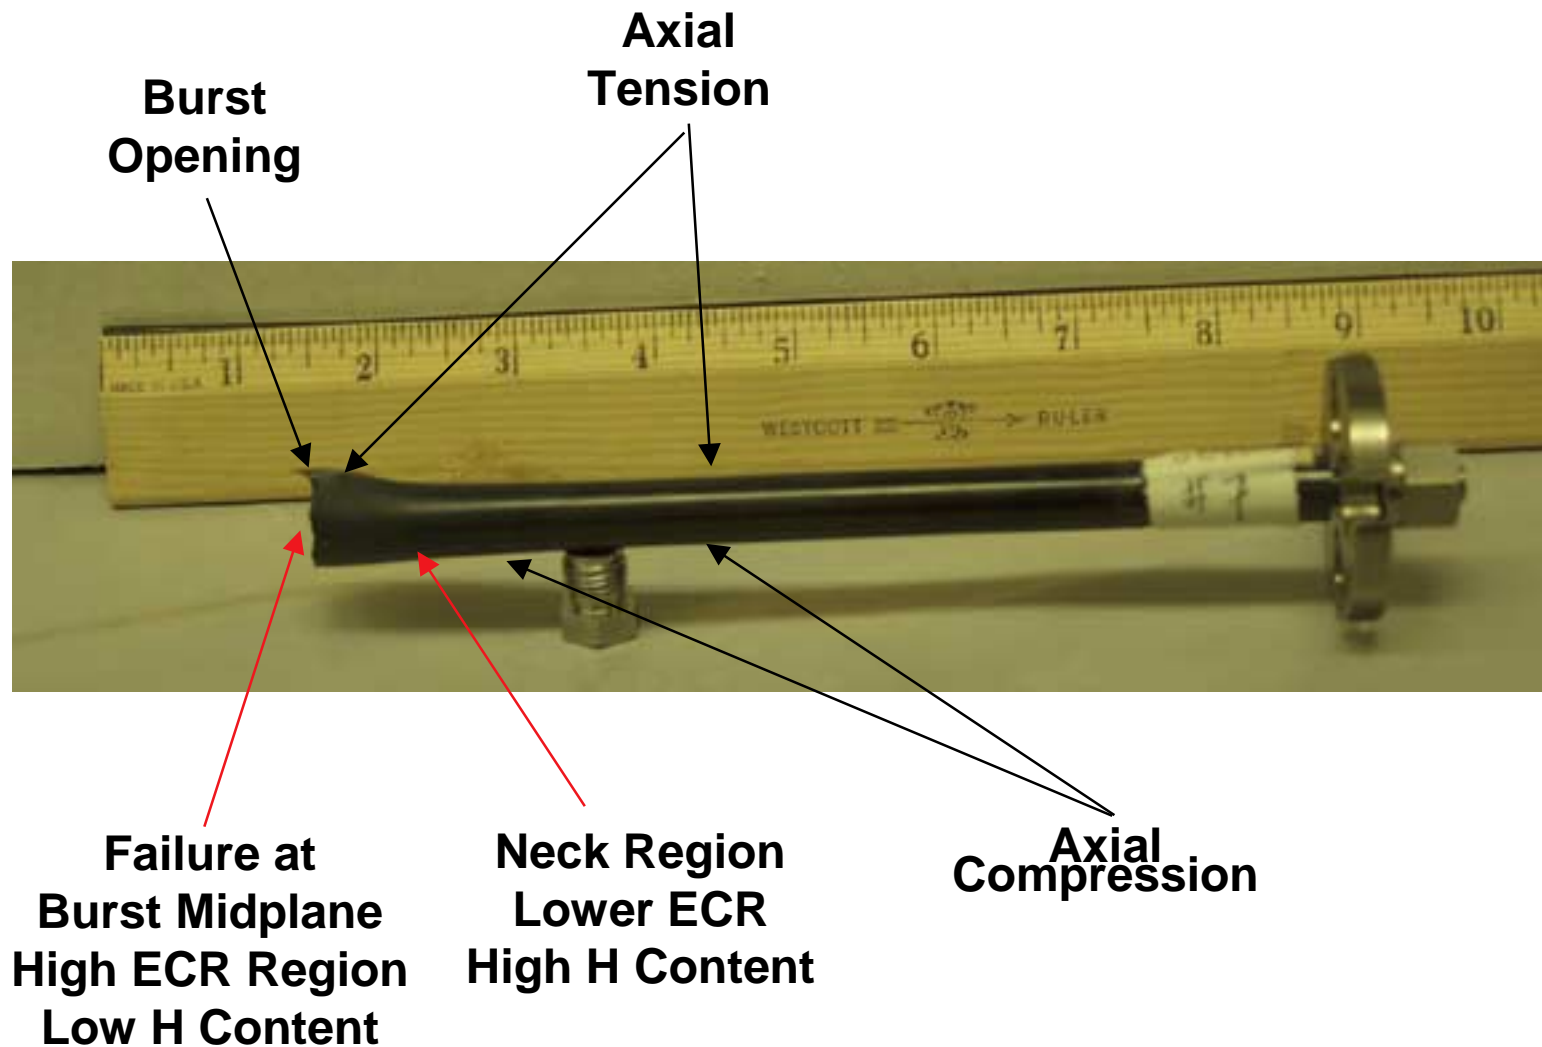 Axial
Tension
Burst
Opening
1 2 3 4 5 6 7 8 9 10
WESTCOTT RULER
# 7
Failure at
Burst Midplane
High ECR Region
Low H Content
Neck Region
Lower ECR
High H Content
Axial
Compression